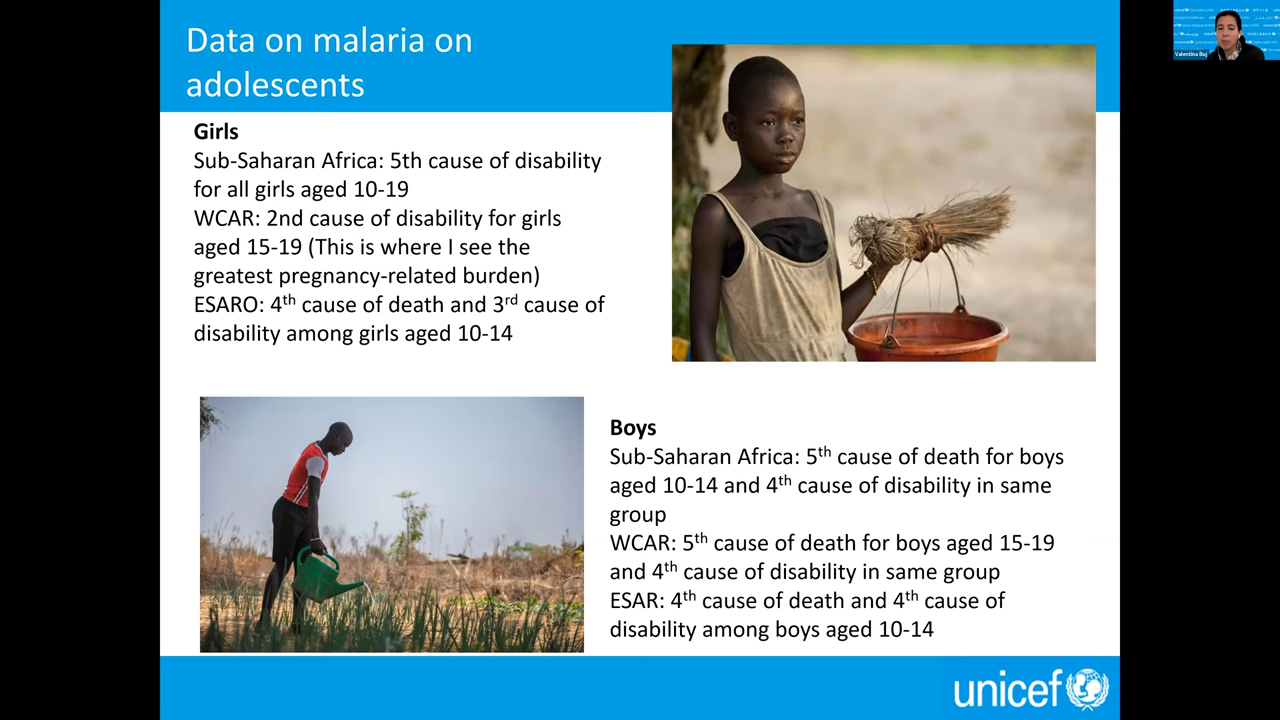 Data on malaria on
adolescents
Girls
Sub-Saharan Africa: 5th cause of disability
for all girls aged 10-19
WCAR: 2nd cause of disability for girls
aged 15-19 (This is where I see the
greatest pregnancy-related burden)
ESARO: 4th cause of death and 3rd cause of
disability among girls aged 10-14
Boys
Sub-Saharan Africa: 5th cause of death for boys
aged 10-14 and 4th cause of disability in same
group
WCAR: 5th cause of death for boys aged 15-19
and 4th cause of disability in same group
ESAR: 4th cause of death and 4th cause of
disability among boys aged 10-14
unicef
Valentina Buj